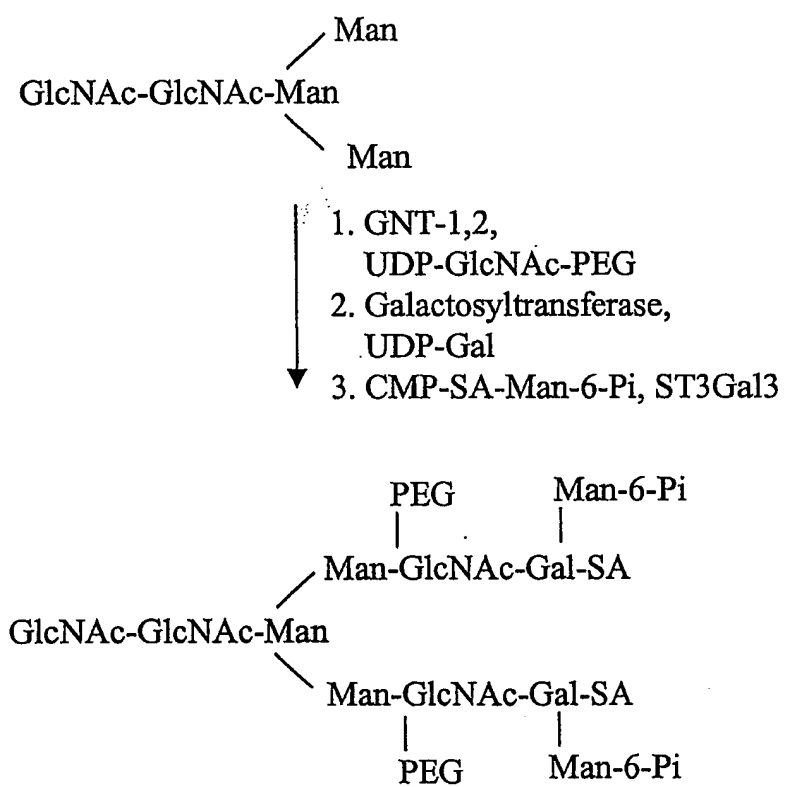 Man
GlcNAc-GlcNAc-Man
Man
1. GNT-1,2,
UDP-GlcNAc-PEG
2. Galactosyltransferase,
UDP-Gal
3. CMP-SA-Man-6-Pi, ST3Gal3
PEG Man-6-Pi
Man-GlcNAc-Gal-SA
GlcNAc-GlcNAc-Man
Man-GlcNAc-Gal-SA
PEG Man-6-Pi